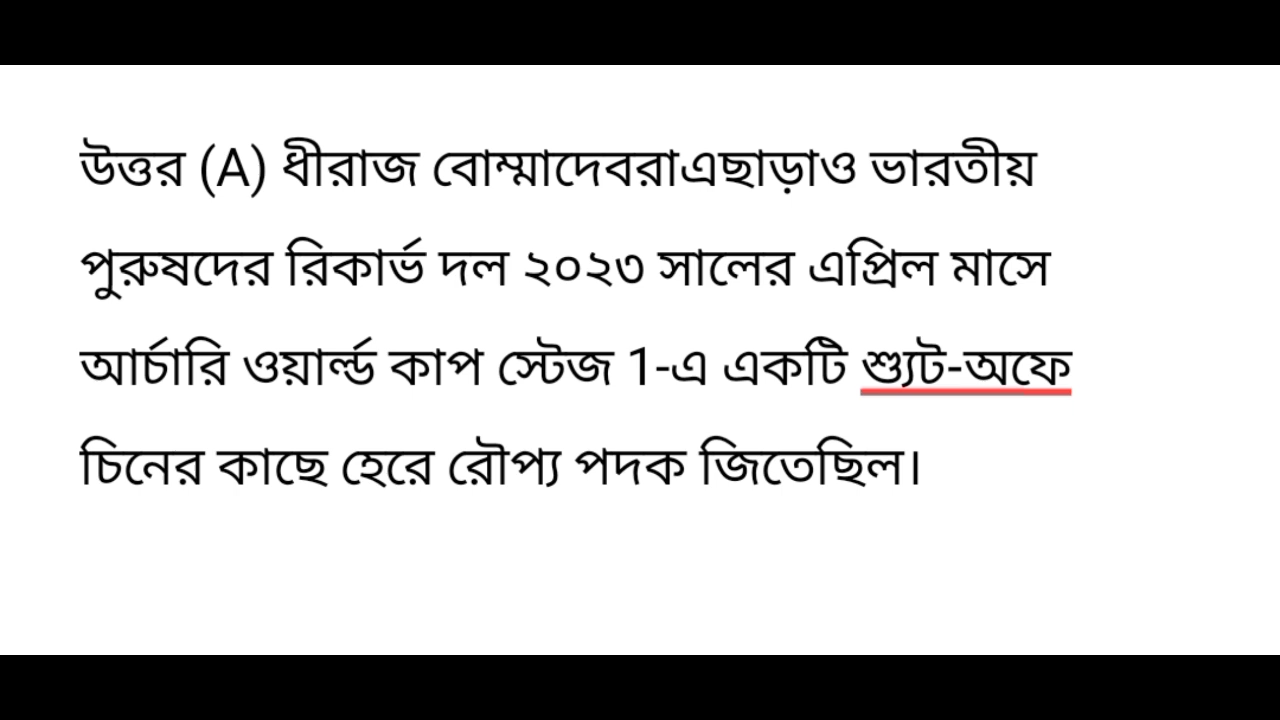 উত্তর (A) ধীরাজ বোম্মাদেবরাএছাড়াও ভারতীয়
পুরুষদের রিকার্ভ দল ২০২৩ সালের এপ্রিল মাসে
আর্চারি ওয়ার্ল্ড কাপ স্টেজ 1-এ একটি শ্যুট-অফে
চিনের কাছে হেরে রৌপ্য পদক জিতেছিল।